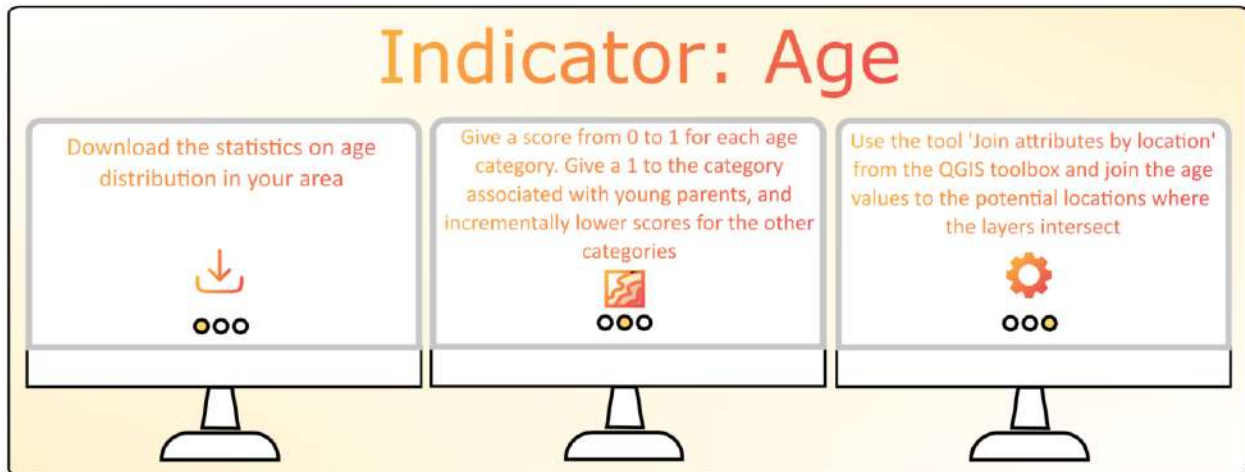 Indicator: Age
Download the statistics on age
distribution in your area
Give a score from 0 to 1 for each age
category. Give a 1 to the category
associated with young parents, and
incrementally lower scores for the other
categories
Use the tool 'Join attributes by location'
from the QGIS toolbox and join the age
values to the potential locations where
the layers intersect